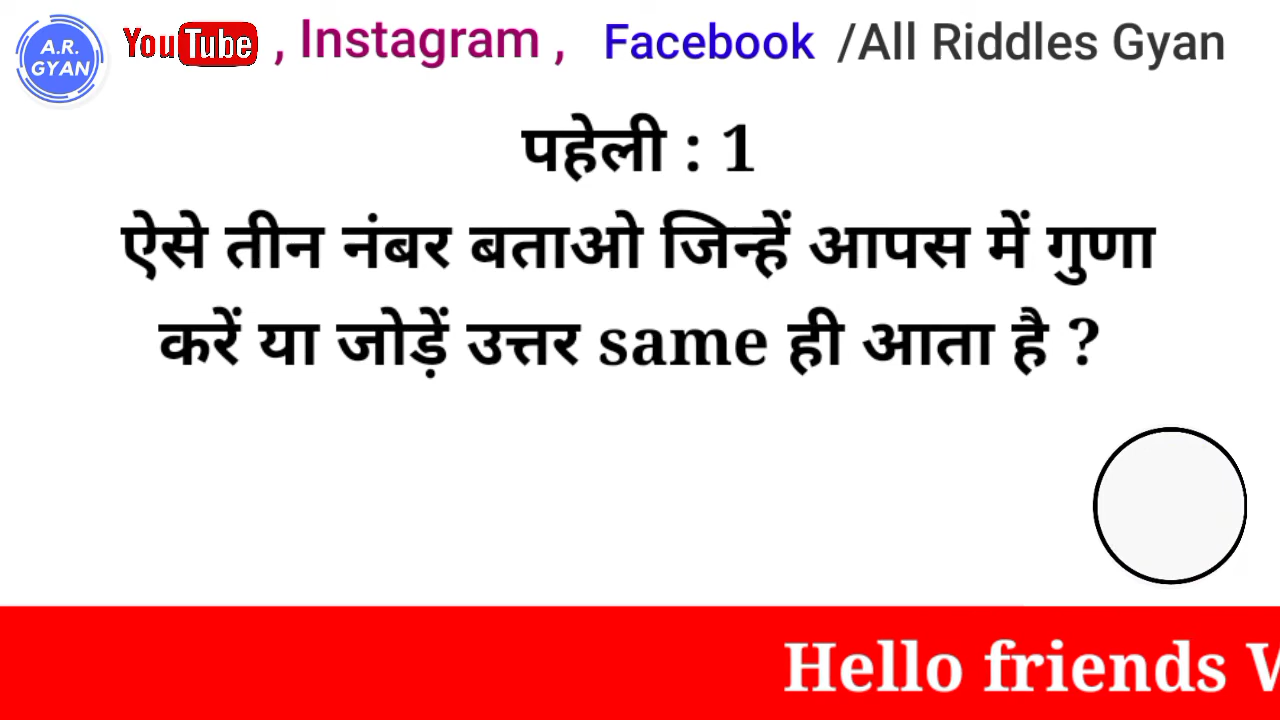 A.R. GYAN
YouTube , Instagram , Facebook /All Riddles Gyan
पहेली : 1
ऐसे तीन नंबर बताओ जिन्हें आपस में गुणा
करें या जोड़ें उत्तर same ही आता है ?
Hello friends